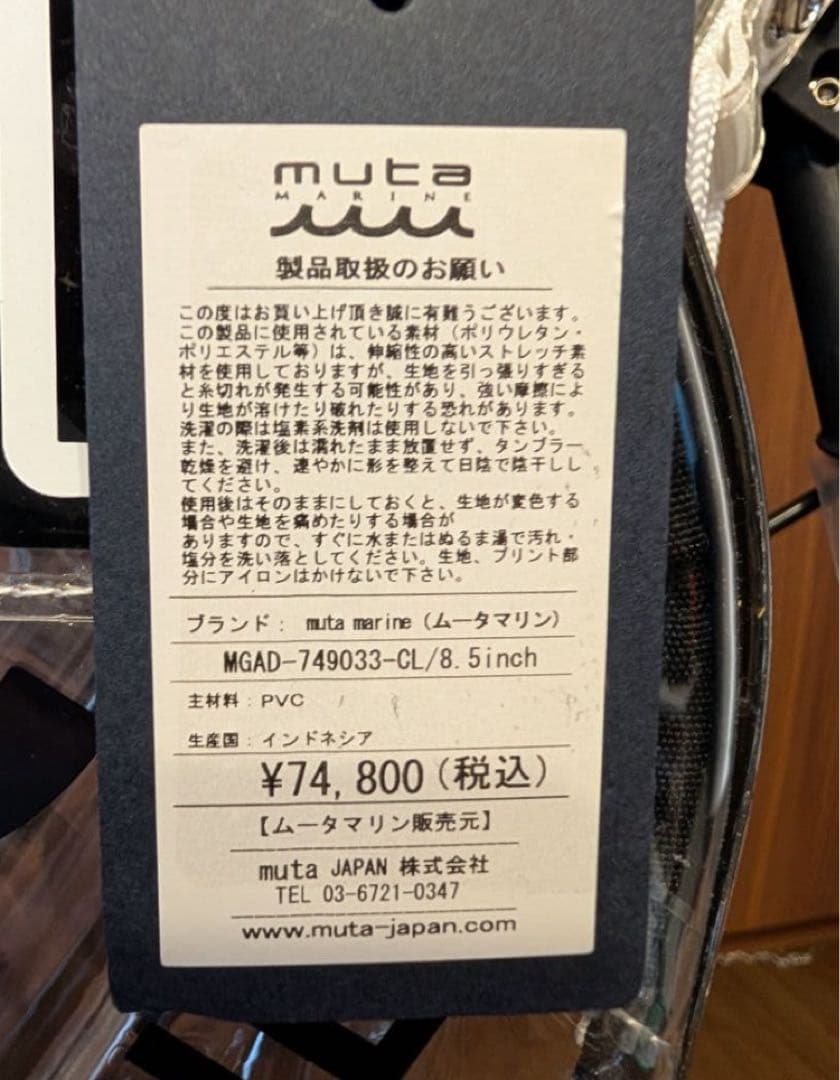 muta
MARINE
製品取扱のお願い
この度はお買い上げ頂き誠に有難うございます。
この製品に使用されている素材（ポリウレタン・
ポリエステル等）は、伸縮性の高いストレッチ素
材を使用しておりますが、生地を引っ張りすぎる
と糸切れが発生する可能性があり、強い摩擦によ
り生地が溶けたり破れたりする恐れがあります。
洗濯の際は塩素系洗剤は使用しないで下さい。
また、洗濯後は濡れたまま放置せず、タンブラー
乾燥を避け、速やかに形を整えて日陰で陰干しし
てください。
使用後はそのままにしておくと、生地が変色する
場合や生地を痛めたりする場合が
ありますので、すぐに水またはぬるま湯で汚れ・
塩分を洗い落としてください。生地、プリント部
分にアイロンはかけないで下さい。
ブランド： muta marine（ムータマリン）
MGAD-749033-CL/8.5inch
主材料：PVC
生産国：インドネシア
¥74,800（税込）
【ムータマリン販売元】
muta JAPAN 株式会社
TEL 03-6721-0347
www.muta-japan.com